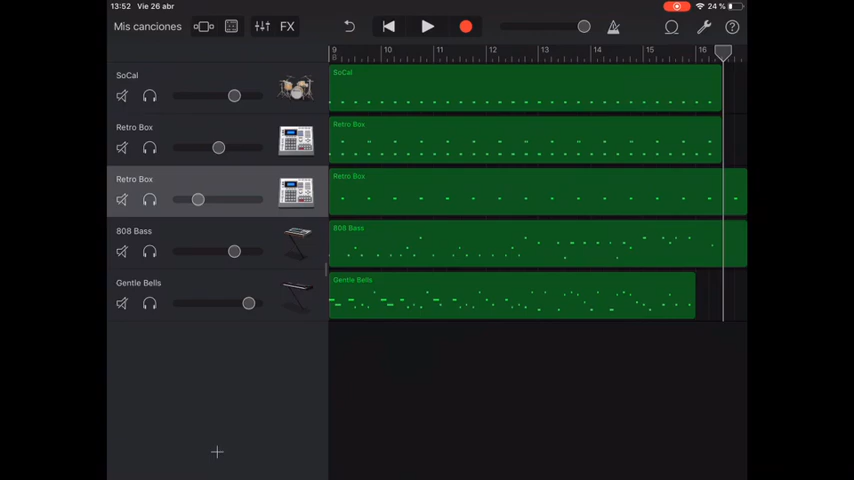 13:52 Vie 26 abr
24 %
Mis canciones
FX
9 10 11 12 13 14 15 16
SoCal
SoCal
Retro Box
Retro Box
Retro Box
Retro Box
808 Bass
808 Bass
Gentle Bells
Gentle Bells